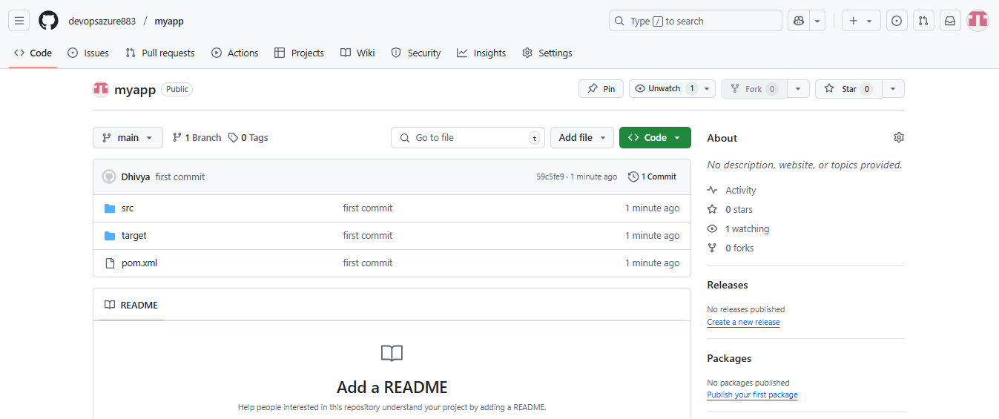 devopsazure883 / myapp Type / to search
Code Issues Pull requests Actions Projects Wiki Security Insights Settings
myapp Public Pin Unwatch 1 Fork 0 Star 0
main 1 Branch 0 Tags Go to file t Add file Code
Dhivya first commit 59c5fe9 · 1 minute ago 1 Commit
src first commit 1 minute ago
target first commit 1 minute ago
pom.xml first commit 1 minute ago
README
Add a README
Help people interested in this repository understand your project by adding a README.
About
No description, website, or topics provided.
Activity
0 stars
1 watching
0 forks
Releases
No releases published
Create a new release
Packages
No packages published
Publish your first package